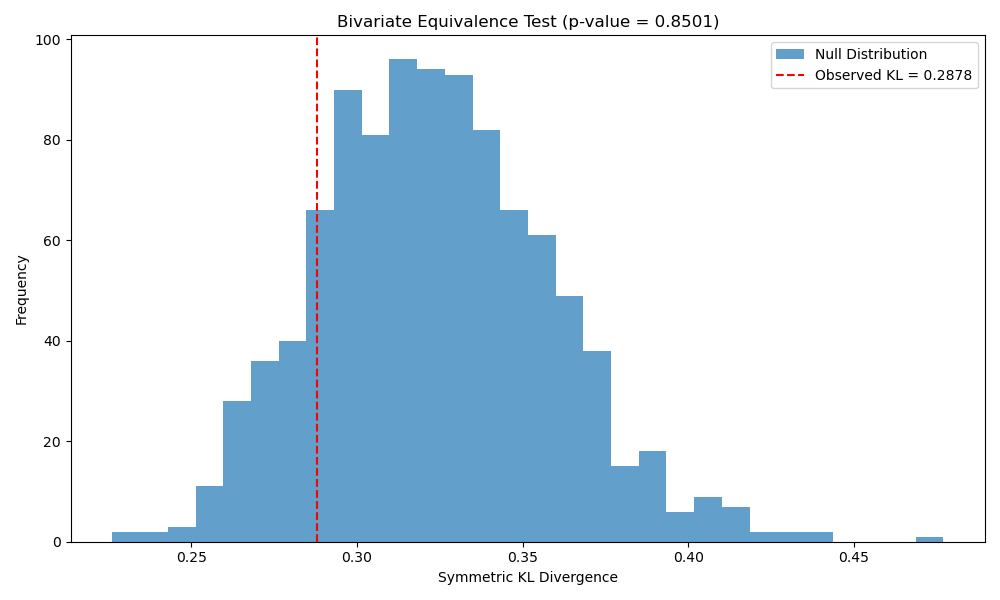 Bivariate Equivalence Test (p-value = 0.8501)
Null Distribution
Observed KL = 0.2878
Frequency
100
80
60
40
20
0
0.25 0.30 0.35 0.40 0.45
Symmetric KL Divergence